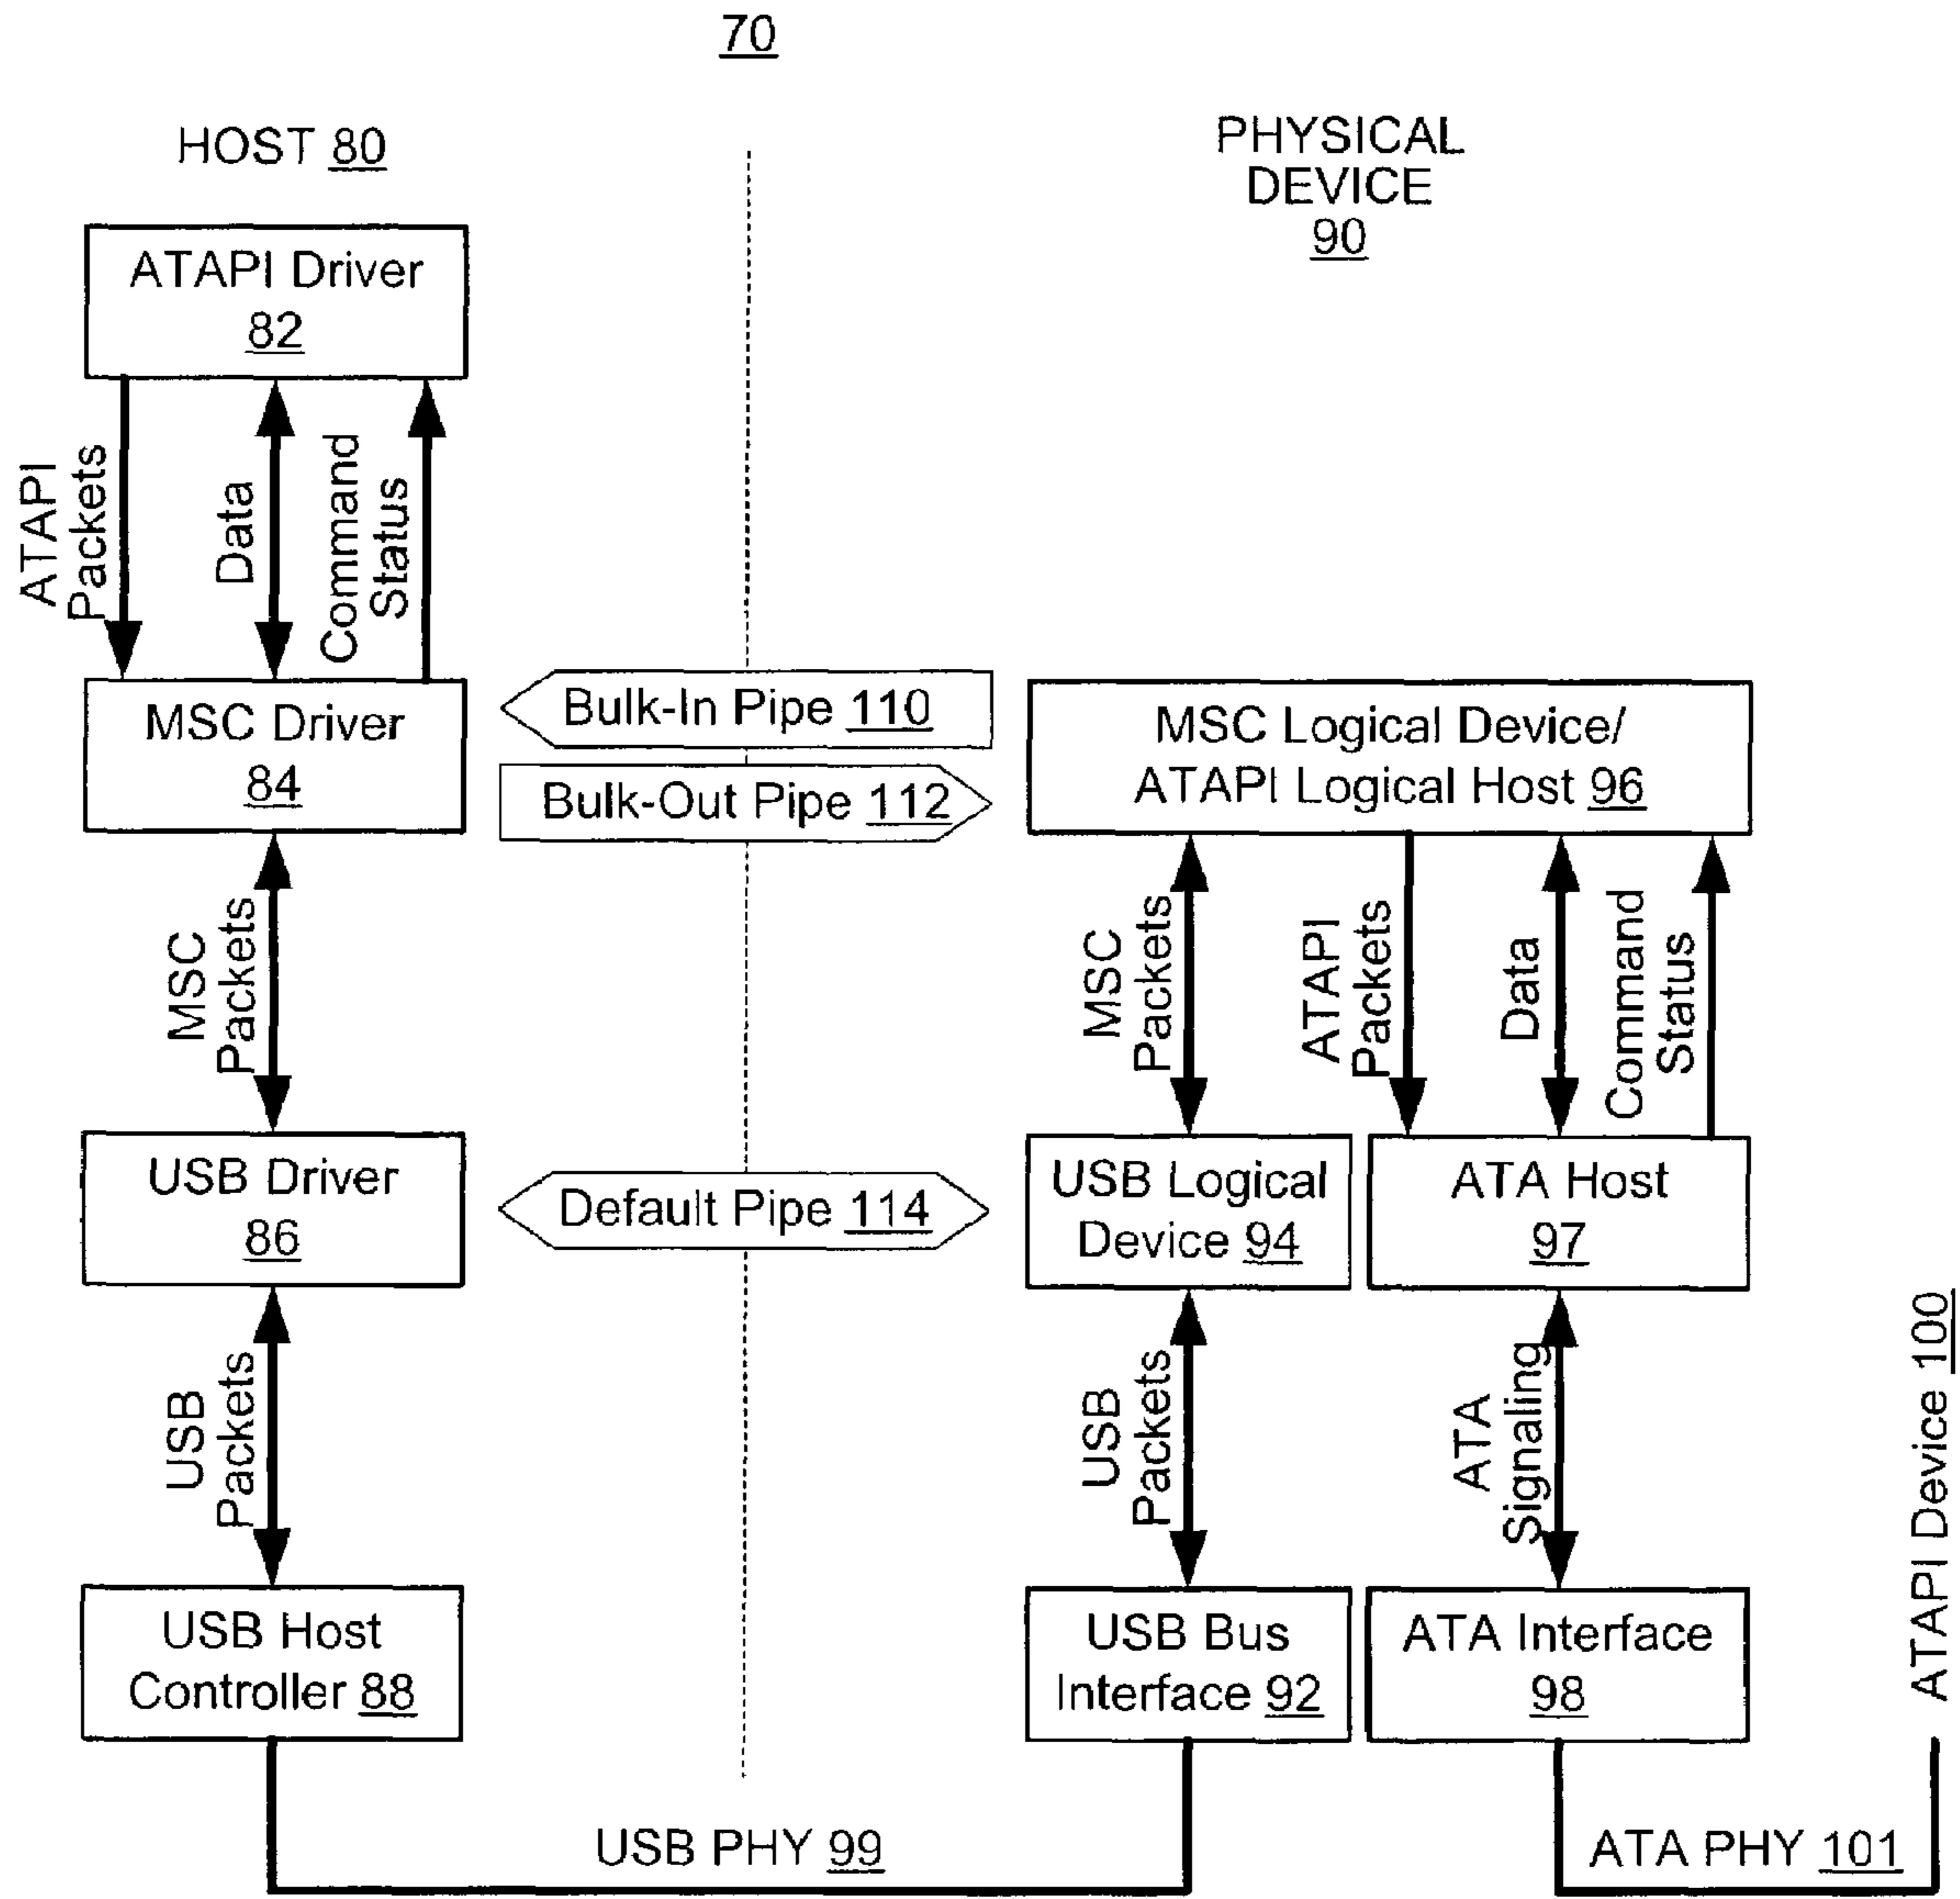 70
HOST 80
PHYSICAL
DEVICE
90
ATAPI Driver
82
ATAPI
Packets
Data
Command
Status
MSC Driver
84
Bulk-In Pipe 110
Bulk-Out Pipe 112
MSC Logical Device/
ATAPI Logical Host 96
MSC
Packets
MSC
Packets
ATAPI
Packets
Data
Command
Status
USB Driver
86
Default Pipe 114
USB Logical
Device 94
ATA Host
97
USB
Packets
USB
Packets
ATA
Signaling
ATAPI Device 100
USB Host
Controller 88
USB Bus
Interface 92
ATA Interface
98
USB PHY 99
ATA PHY 101